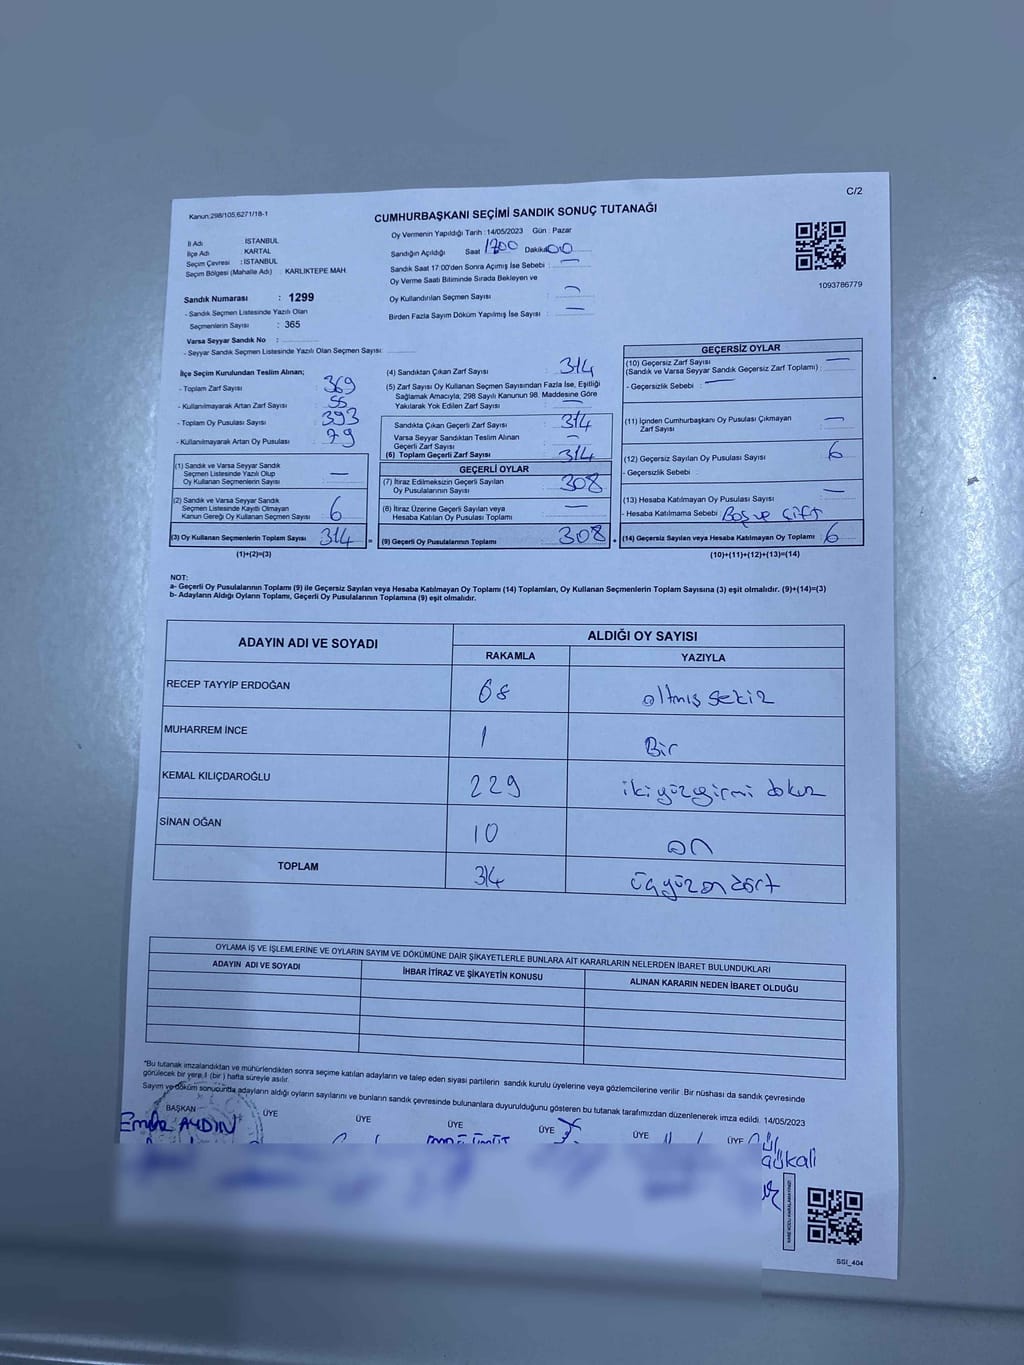 C/2
Kanun:298/105,6271/18-1
CUMHURBAŞKANI SEÇİMİ SANDIK SONUÇ TUTANAĞI
İl Adı İSTANBUL
İlçe Adı KARTAL
Seçim Çevresi : İSTANBUL
Seçim Bölgesi (Mahalle Adı) : KARLIKTEPE MAH
Sandık Numarası : 1299
- Sandık Seçmen Listesinde Yazılı Olan
Seçmenlerin Sayısı : 365
Varsa Seyyar Sandık No :
- Seyyar Sandık Seçmen Listesinde Yazılı Olan Seçmen Sayısı:
Oy Vermenin Yapıldığı Tarih : 14/05/2023 Gün : Pazar
Sandığın Açıldığı Saat 1700 Dakika 00
Sandık Saat 17:00'den Sonra Açımış İse Sebebi : —
Oy Verme Saati Bitiminde Sırada Bekleyen ve
Oy Kullandırılan Seçmen Sayısı : —
Birden Fazla Sayım Döküm Yapılmış İse Sayısı : —
1093786779
İlçe Seçim Kurulundan Teslim Alınan;
- Toplam Zarf Sayısı : 369
- Kullanılmayarak Artan Zarf Sayısı : 55
- Toplam Oy Pusulası Sayısı : 393
- Kullanılmayarak Artan Oy Pusulası : 79
(1) Sandık ve Varsa Seyyar Sandık
Seçmen Listesinde Yazılı Olup
Oy Kullanan Seçmenlerin Sayısı —
(2) Sandık ve Varsa Seyyar Sandık
Seçmen Listesinde Kayıtlı Olmayan
Kanun Gereği Oy Kullanan Seçmen Sayısı 6
(3) Oy Kullanan Seçmenlerin Toplam Sayısı 314 =
(1)+(2)=(3)
(4) Sandıktan Çıkan Zarf Sayısı : 314
(5) Zarf Sayısı Oy Kullanan Seçmen Sayısından Fazla İse, Eşitliği
Sağlamak Amacıyla; 298 Sayılı Kanunun 98. Maddesine Göre
Yakılarak Yok Edilen Zarf Sayısı : —
Sandıkta Çıkan Geçerli Zarf Sayısı : 314
Varsa Seyyar Sandıktan Teslim Alınan
Geçerli Zarf Sayısı : —
(6) Toplam Geçerli Zarf Sayısı : 314
GEÇERLİ OYLAR
(7) İtiraz Edilmeksizin Geçerli Sayılan
Oy Pusulalarının Sayısı : 308
(8) İtiraz Üzerine Geçerli Sayılan veya
Hesaba Katılan Oy Pusulası Toplamı : —
(9) Geçerli Oy Pusulalarının Toplamı : 308 +
GEÇERSİZ OYLAR
(10) Geçersiz Zarf Sayısı
(Sandık ve Varsa Seyyar Sandık Geçersiz Zarf Toplamı) : —
- Geçersizlik Sebebi : —
(11) İçinden Cumhurbaşkanı Oy Pusulası Çıkmayan
Zarf Sayısı : —
(12) Geçersiz Sayılan Oy Pusulası Sayısı : 6
- Geçersizlik Sebebi :
(13) Hesaba Katılmayan Oy Pusulası Sayısı : —
- Hesaba Katılmama Sebebi : Boş ve çift
(14) Geçersiz Sayılan veya Hesaba Katılmayan Oy Toplamı : 6
(10)+(11)+(12)+(13)=(14)
NOT:
a- Geçerli Oy Pusulalarının Toplamı (9) ile Geçersiz Sayılan veya Hesaba Katılmayan Oy Toplamı (14) Toplamları, Oy Kullanan Seçmenlerin Toplam Sayısına (3) eşit olmalıdır. (9)+(14)=(3)
b- Adayların Aldığı Oyların Toplamı, Geçerli Oy Pusulalarının Toplamına (9) eşit olmalıdır.
ADAYIN ADI VE SOYADI ALDIĞI OY SAYISI
RAKAMLA YAZIYLA
RECEP TAYYİP ERDOĞAN 68 altmış sekiz
MUHARREM İNCE 1 Bir
KEMAL KILIÇDAROĞLU 229 ikiyüzyirmi dokuz
SİNAN OĞAN 10 on
TOPLAM 314 üçyüzon dört
OYLAMA İŞ VE İŞLEMLERİNE VE OYLARIN SAYIM VE DÖKÜMÜNE DAİR ŞİKAYETLERLE BUNLARA AİT KARARLARIN NELERDEN İBARET BULUNDUKLARI
ADAYIN ADI VE SOYADI İHBAR İTİRAZ VE ŞİKAYETİN KONUSU ALINAN KARARIN NEDEN İBARET OLDUĞU
"Bu tutanak imzalandıktan ve mühürlendikten sonra seçime katılan adayların ve talep eden siyasi partilerin sandık kurulu üyelerine veya gözlemcilerine verilir. Bir nüshası da sandık çevresinde
görülecek bir yere 1 (bir) hafta süreyle asılır.
Sayım ve döküm sonucunda adayların aldığı oyların sayılarını ve bunların sandık çevresinde bulunanlara duyurulduğunu gösteren bu tutanak tarafımızdan düzenlenerek imza edildi. 14/05/2023
BAŞKAN ÜYE ÜYE ÜYE ÜYE ÜYE ÜYE
Emre AYDIN
SSI_404